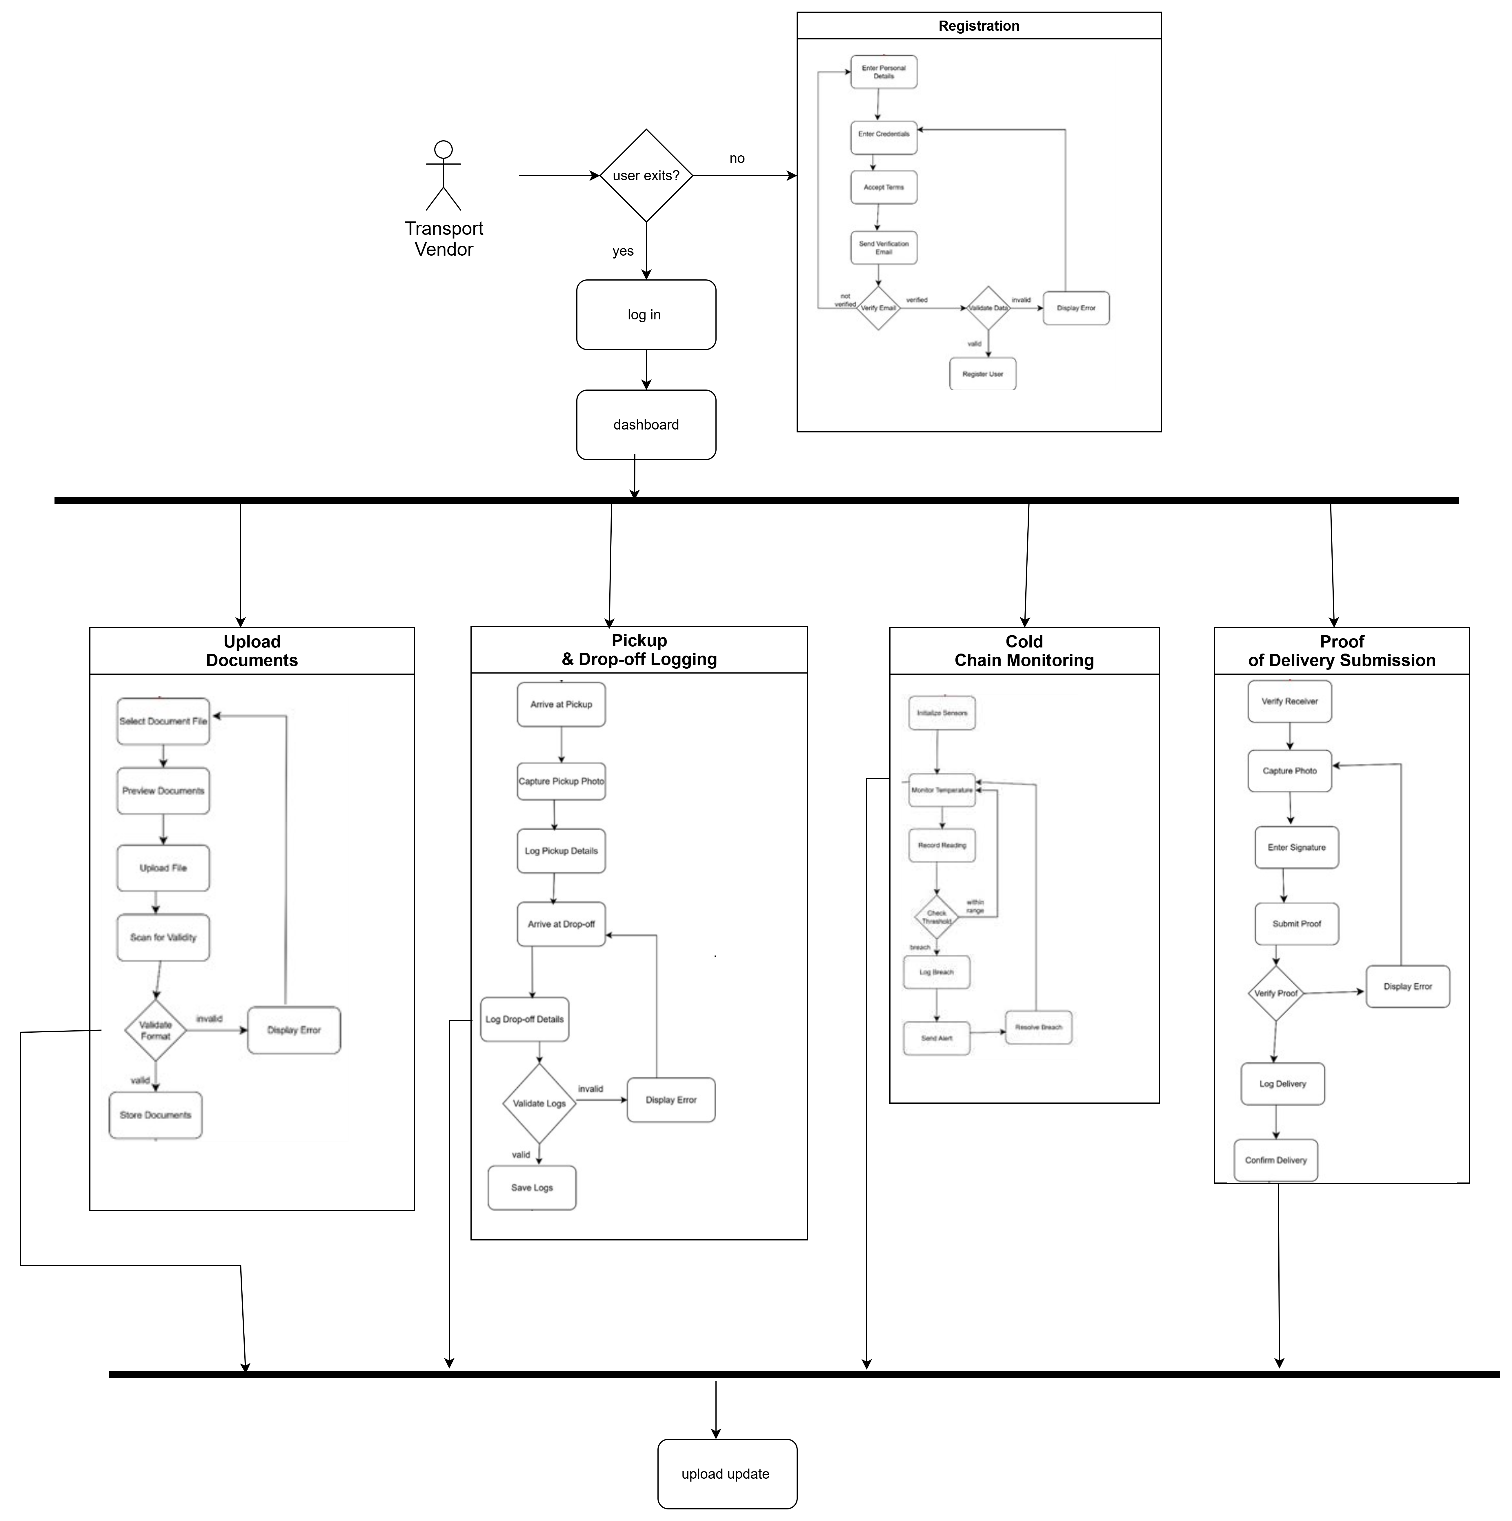 Registration
Enter Personal
Details
Enter Credentials
Accept Terms
Send Verification
Email
not
verified
Verify Email
verified
Validate Data
invalid
Display Error
valid
Register User
Transport
Vendor
user exits?
no
yes
log in
dashboard
Upload
Documents
Select Document File
Preview Documents
Upload File
Scan for Validity
Validate
Format
invalid
Display Error
valid
Store Documents
Pickup
& Drop-off Logging
Arrive at Pickup
Capture Pickup Photo
Log Pickup Details
Arrive at Drop-off
Log Drop-off Details
Validate Logs
invalid
Display Error
valid
Save Logs
Cold
Chain Monitoring
Initialize Sensors
Monitor Temperature
Record Reading
Check
Threshold
within
range
breach
Log Breach
Send Alert
Resolve Breach
Proof
of Delivery Submission
Verify Receiver
Capture Photo
Enter Signature
Submit Proof
Verify Proof
Display Error
Log Delivery
Confirm Delivery
upload update